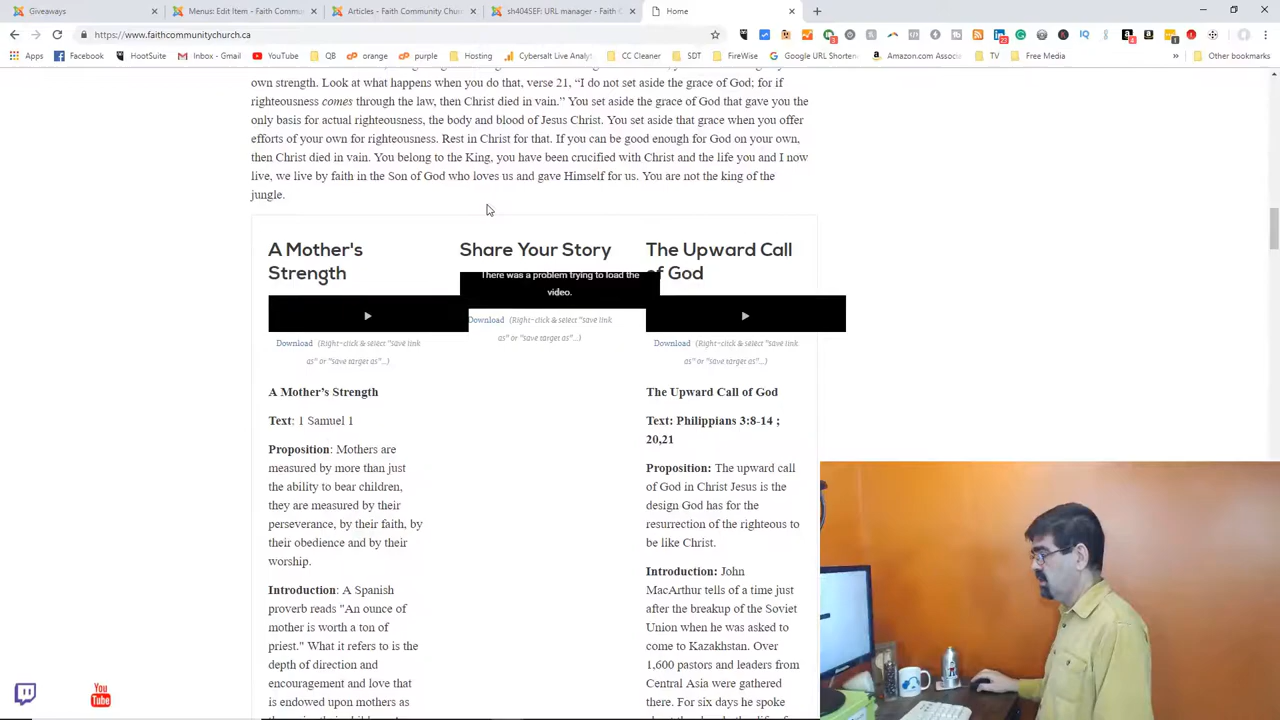 Giveaways
Menus: Edit Item - Faith Commu
Articles - Faith Community Churc
sh404SEF: URL manager - Faith C
Home
https://www.faithcommunitychurch.ca
Apps Facebook HootSuite Inbox - Gmail YouTube QB orange purple Hosting Cybersalt Live Analy CC Cleaner SDT FireWise Google URL Shorten Amazon.com Associ TV Free Media Other bookmarks
own strength. Look at what happens when you do that, verse 21, “I do not set aside the grace of God; for if
righteousness comes through the law, then Christ died in vain.” You set aside the grace of God that gave you the
only basis for actual righteousness, the body and blood of Jesus Christ. You set aside that grace when you offer
efforts of your own for righteousness. Rest in Christ for that. If you can be good enough for God on your own,
then Christ died in vain. You belong to the King, you have been crucified with Christ and the life you and I now
live, we live by faith in the Son of God who loves us and gave Himself for us. You are not the king of the
jungle.
A Mother's
Strength
Download (Right-click & select "save link
as" or "save target as"...)
A Mother’s Strength
Text: 1 Samuel 1
Proposition: Mothers are
measured by more than just
the ability to bear children,
they are measured by their
perseverance, by their faith, by
their obedience and by their
worship.
Introduction: A Spanish
proverb reads "An ounce of
mother is worth a ton of
priest." What it refers to is the
depth of direction and
encouragement and love that
is endowed upon mothers as
Share Your Story
There was a problem trying to load the
video.
Download (Right-click & select "save link
as" or "save target as"...)
The Upward Call
of God
Download (Right-click & select "save link
as" or "save target as"...)
The Upward Call of God
Text: Philippians 3:8-14 ;
20,21
Proposition: The upward call
of God in Christ Jesus is the
design God has for the
resurrection of the righteous to
be like Christ.
Introduction: John
MacArthur tells of a time just
after the breakup of the Soviet
Union when he was asked to
come to Kazakhstan. Over
1,600 pastors and leaders from
Central Asia were gathered
there. For six days he spoke
You
Tube